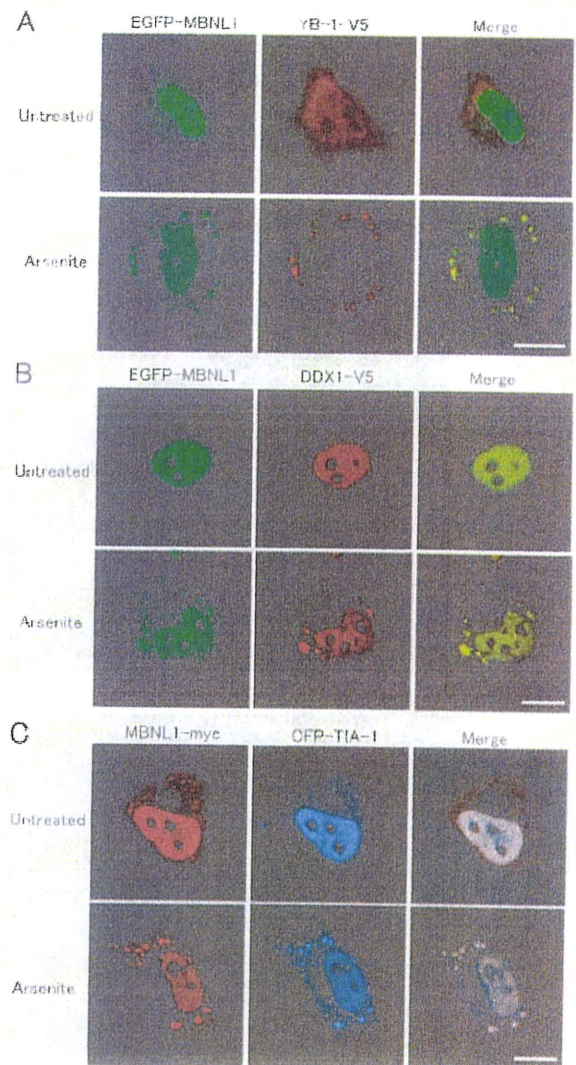 A
EGFP-MBNL1 YB-1-V5 Merge
Untreated
Arsenite
B
EGFP-MBNL1 DDX1-V5 Merge
Untreated
Arsenite
C
MBNL1-myc CFP-TIA-1 Merge
Untreated
Arsenite